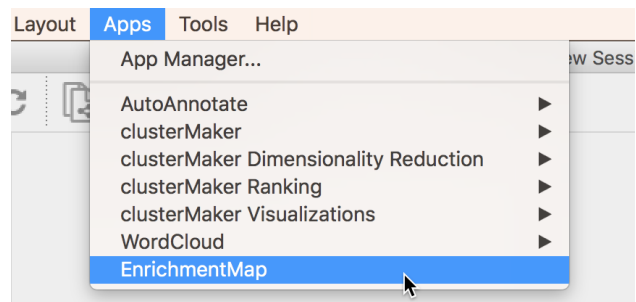 Layout Apps Tools Help
App Manager...
ew Sess
AutoAnnotate
clusterMaker
clusterMaker Dimensionality Reduction
clusterMaker Ranking
clusterMaker Visualizations
WordCloud
EnrichmentMap